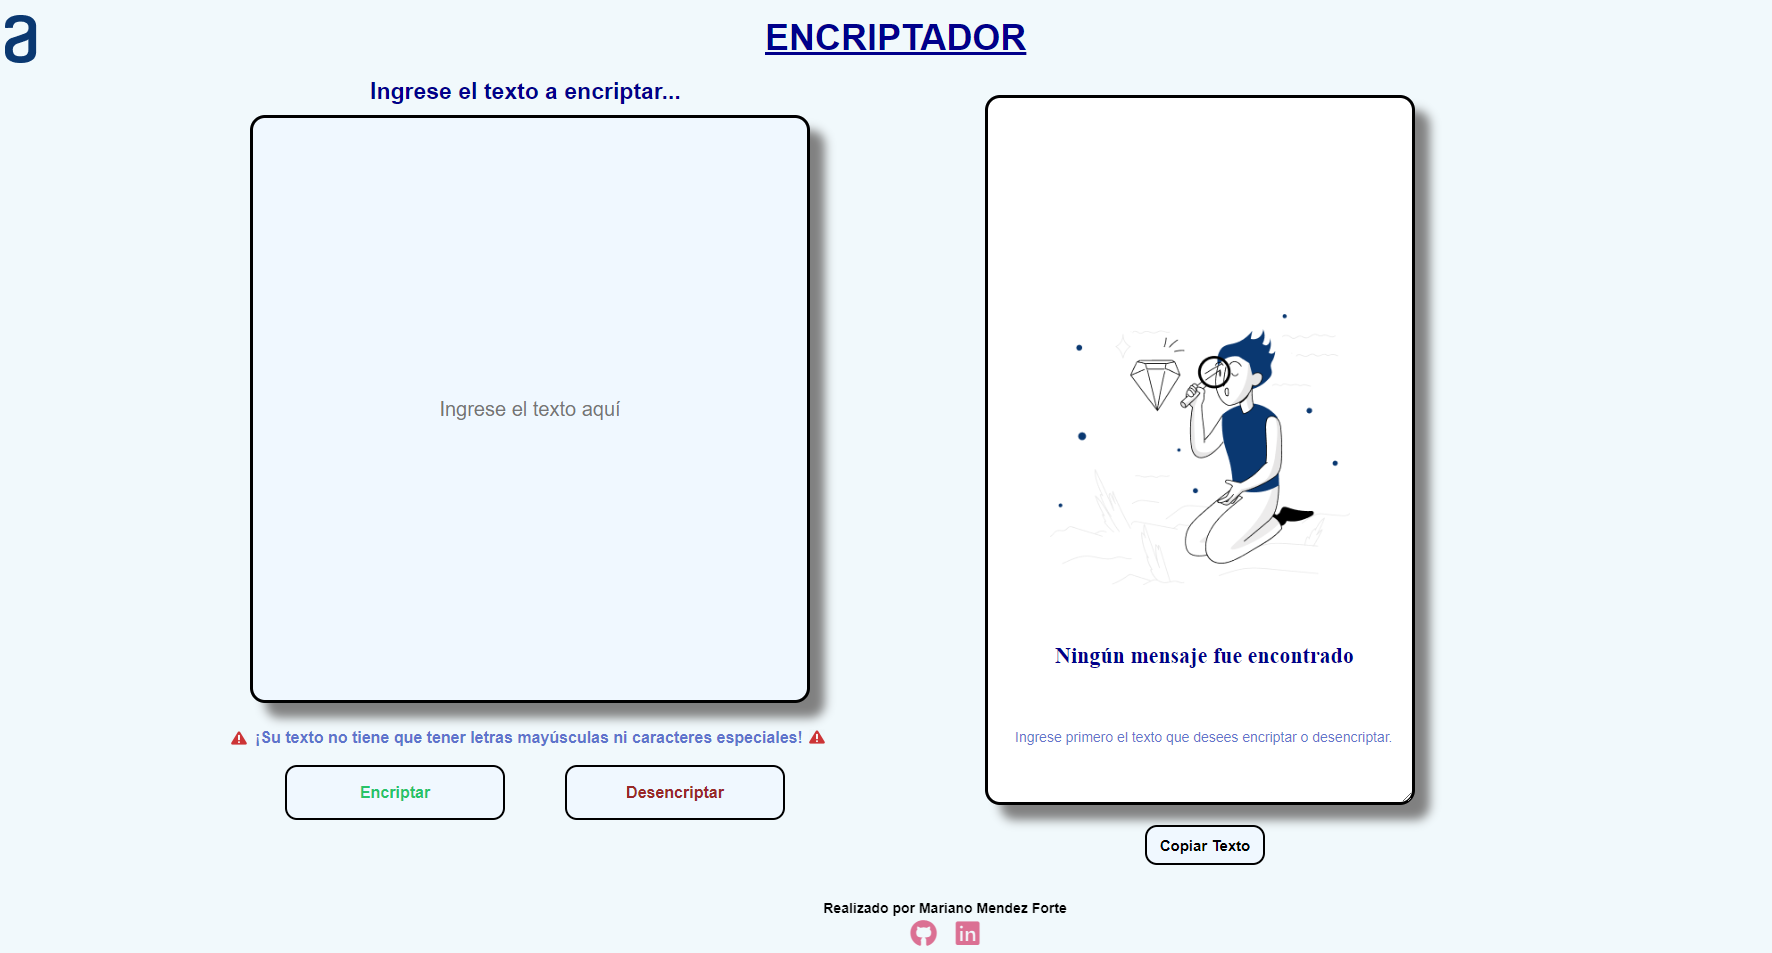 a
ENCRIPTADOR
Ingrese el texto a encriptar...
Ingrese el texto aquí
¡Su texto no tiene que tener letras mayúsculas ni caracteres especiales!
Encriptar
Desencriptar
Ningún mensaje fue encontrado
Ingrese primero el texto que desees encriptar o desencriptar.
Copiar Texto
Realizado por Mariano Mendez Forte
in